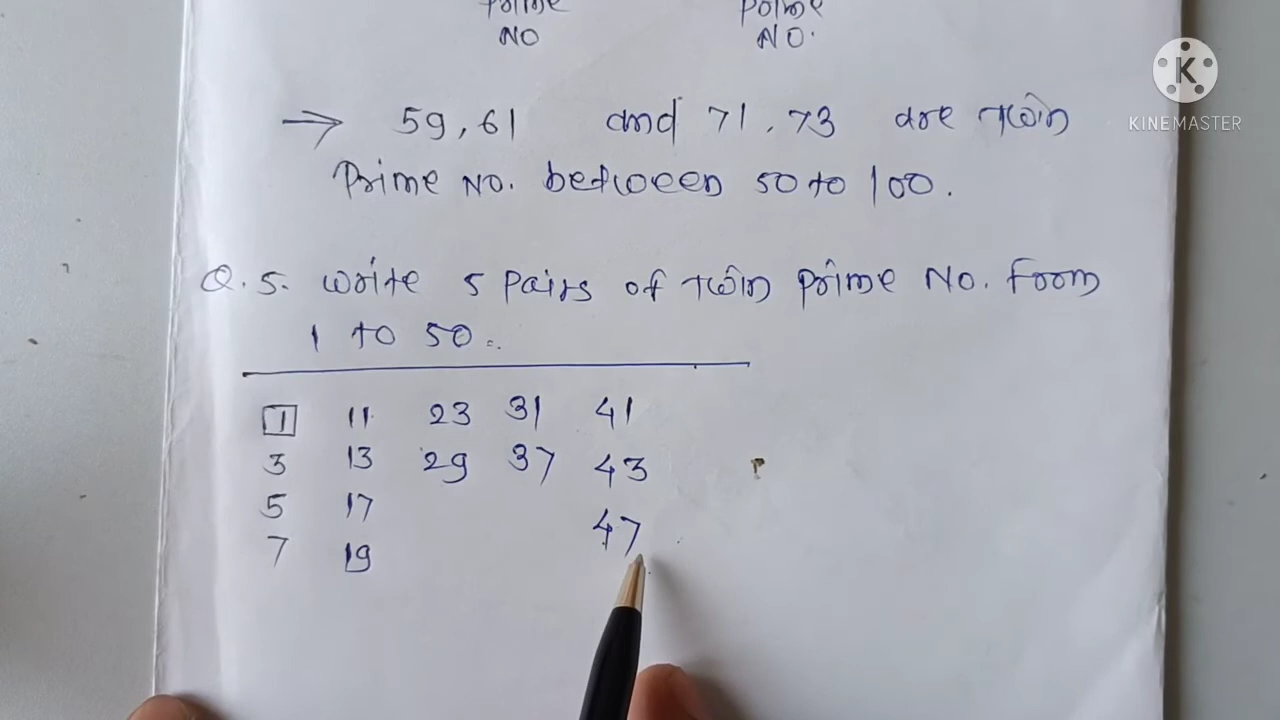 Prime Prime
NO NO.
K
KINEMASTER
→ 59, 61 and 71, 73 are twin
Prime NO. between 50 to 100.
Q.5. Write 5 Pairs of twin Prime NO. From
1 to 50.
1 11 23 31 41
3 13 29 37 43
5 17 47
7 19